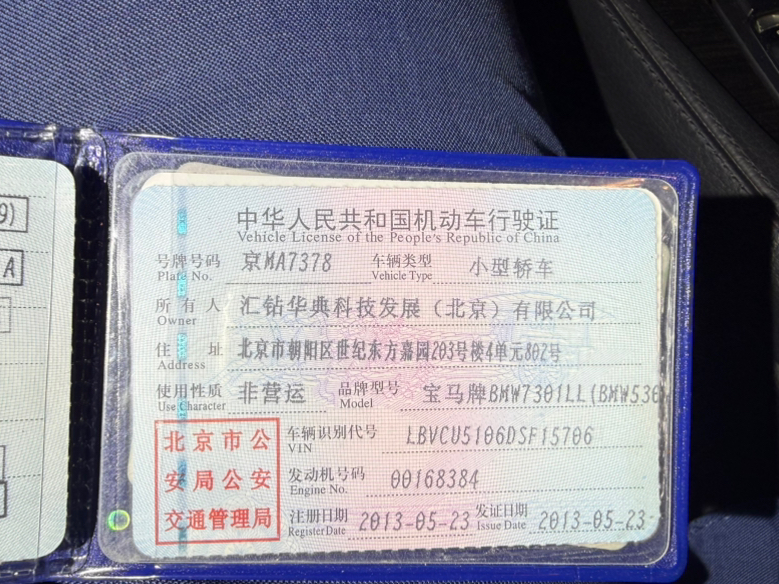 9)
A
中华人民共和国机动车行驶证
Vehicle License of the People's Republic of China
号牌号码 京MA7378 车辆类型 小型轿车
Plate No. Vehicle Type
所有人 汇钻华典科技发展（北京）有限公司
Owner
住址 北京市朝阳区世纪东方嘉园203号楼4单元802号
Address
使用性质 非营运 品牌型号 宝马牌BMW7301LL(BMW530
Use Character Model
北京市公 车辆识别代号 LBVCU5106DSF15706
VIN
安局公安 发动机号码 00168384
Engine No.
交通管理局 注册日期 2013-05-23 发证日期 2013-05-23
Register Date Issue Date